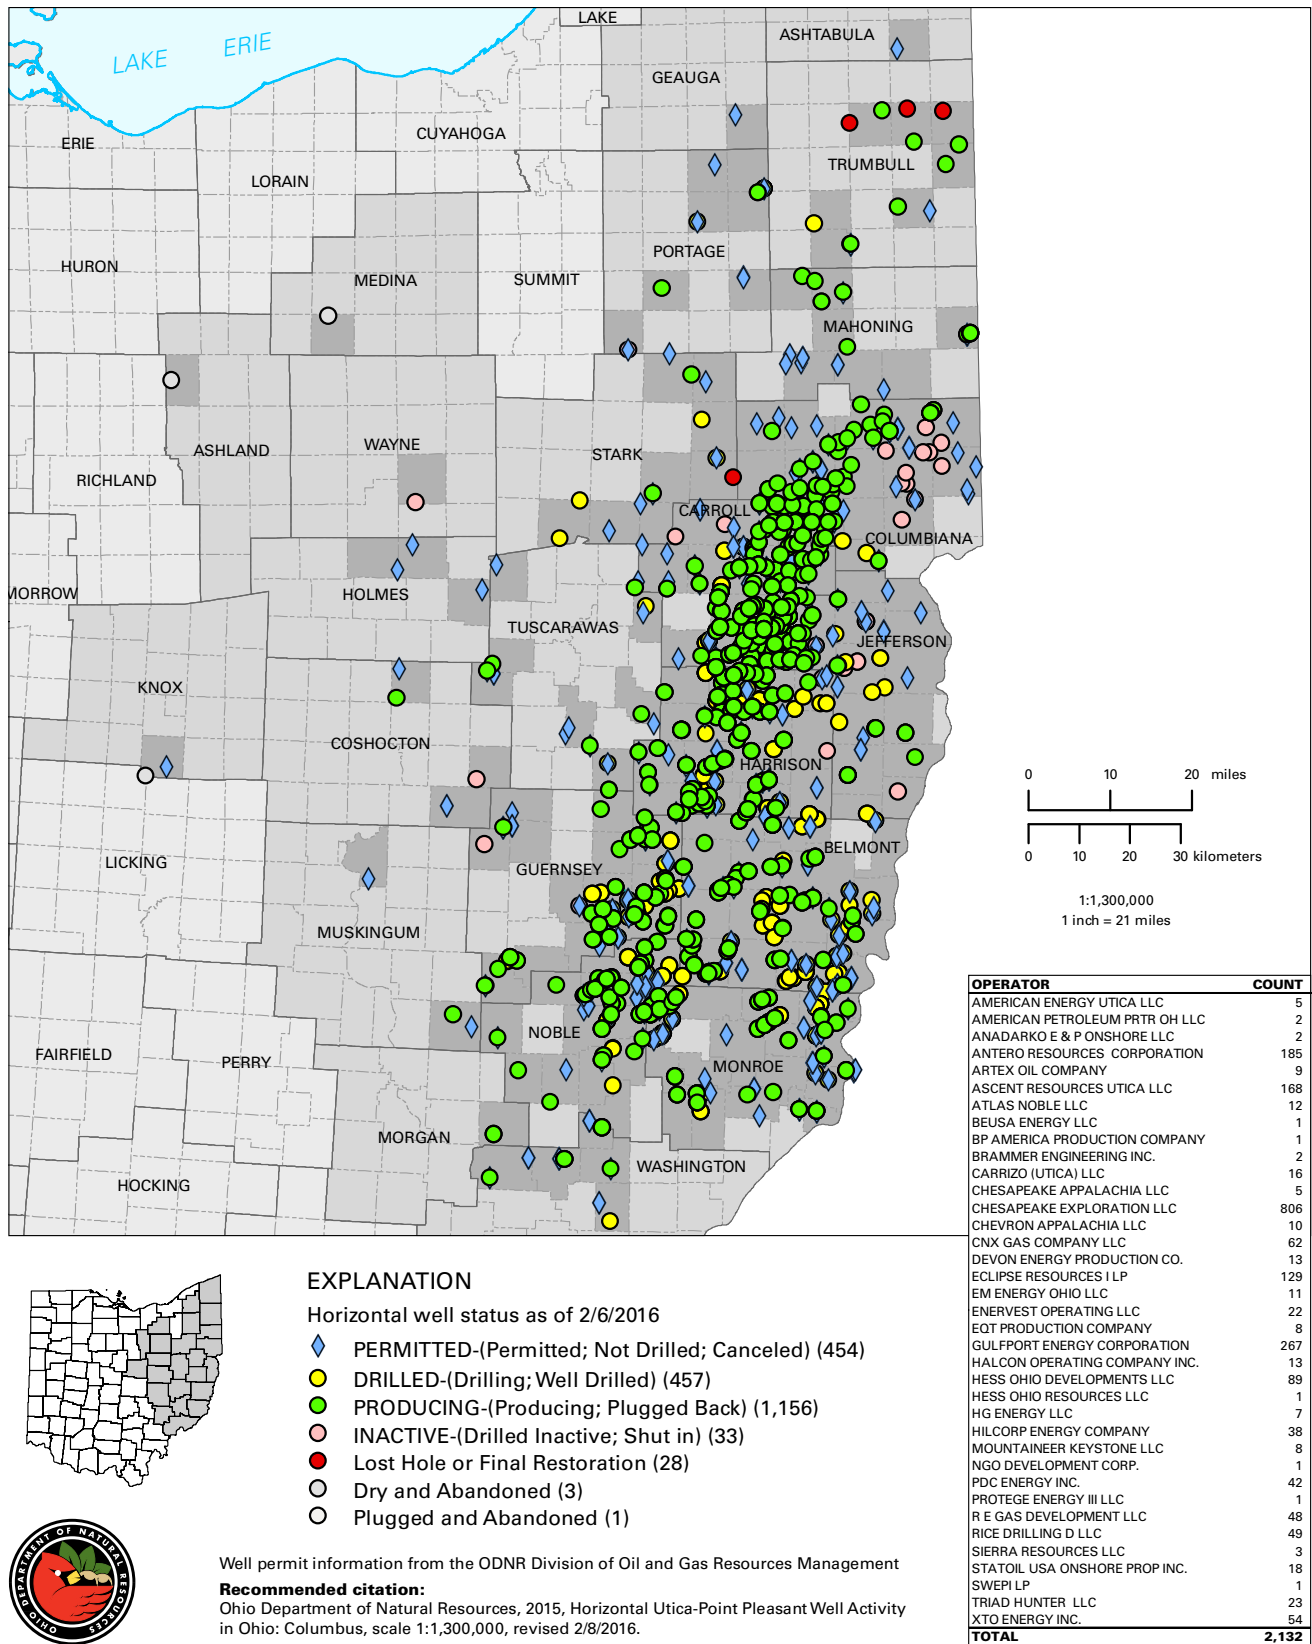 LAKE
ASHTABULA
LAKE ERIE
GEAUGA
CUYAHOGA
ERIE
TRUMBULL
LORAIN
PORTAGE
HURON
MEDINA
SUMMIT
MAHONING
WAYNE
ASHLAND
STARK
RICHLAND
CARROLL
COLUMBIANA
MORROW
HOLMES
TUSCARAWAS
JEFFERSON
KNOX
COSHOCTON
HARRISON
0 10 20 miles
0 10 20 30 kilometers
1:1,300,000
1 inch = 21 miles
BELMONT
LICKING
GUERNSEY
MUSKINGUM
NOBLE
FAIRFIELD
PERRY
MONROE
MORGAN
WASHINGTON
HOCKING
OPERATOR COUNT
AMERICAN ENERGY UTICA LLC 5
AMERICAN PETROLEUM PRTR OH LLC 2
ANADARKO E & P ONSHORE LLC 2
ANTERO RESOURCES CORPORATION 185
ARTEX OIL COMPANY 9
ASCENT RESOURCES UTICA LLC 168
ATLAS NOBLE LLC 12
BEUSA ENERGY LLC 1
BP AMERICA PRODUCTION COMPANY 1
BRAMMER ENGINEERING INC. 2
CARRIZO (UTICA) LLC 16
CHESAPEAKE APPALACHIA LLC 5
CHESAPEAKE EXPLORATION LLC 806
CHEVRON APPALACHIA LLC 10
CNX GAS COMPANY LLC 62
DEVON ENERGY PRODUCTION CO. 13
ECLIPSE RESOURCES I LP 129
EM ENERGY OHIO LLC 11
ENERVEST OPERATING LLC 22
EQT PRODUCTION COMPANY 8
GULFPORT ENERGY CORPORATION 267
HALCON OPERATING COMPANY INC. 13
HESS OHIO DEVELOPMENTS LLC 89
HESS OHIO RESOURCES LLC 1
HG ENERGY LLC 7
HILCORP ENERGY COMPANY 38
MOUNTAINEER KEYSTONE LLC 8
NGO DEVELOPMENT CORP. 1
PDC ENERGY INC. 42
PROTEGE ENERGY III LLC 1
R E GAS DEVELOPMENT LLC 48
RICE DRILLING D LLC 49
SIERRA RESOURCES LLC 3
STATOIL USA ONSHORE PROP INC. 18
SWEPI LP 1
TRIAD HUNTER LLC 23
XTO ENERGY INC. 54
TOTAL 2,132
EXPLANATION
Horizontal well status as of 2/6/2016
PERMITTED-(Permitted; Not Drilled; Canceled) (454)
DRILLED-(Drilling; Well Drilled) (457)
PRODUCING-(Producing; Plugged Back) (1,156)
INACTIVE-(Drilled Inactive; Shut in) (33)
Lost Hole or Final Restoration (28)
Dry and Abandoned (3)
Plugged and Abandoned (1)
OHIO DEPARTMENT OF NATURAL RESOURCES
Well permit information from the ODNR Division of Oil and Gas Resources Management
Recommended citation:
Ohio Department of Natural Resources, 2015, Horizontal Utica-Point Pleasant Well Activity
in Ohio: Columbus, scale 1:1,300,000, revised 2/8/2016.